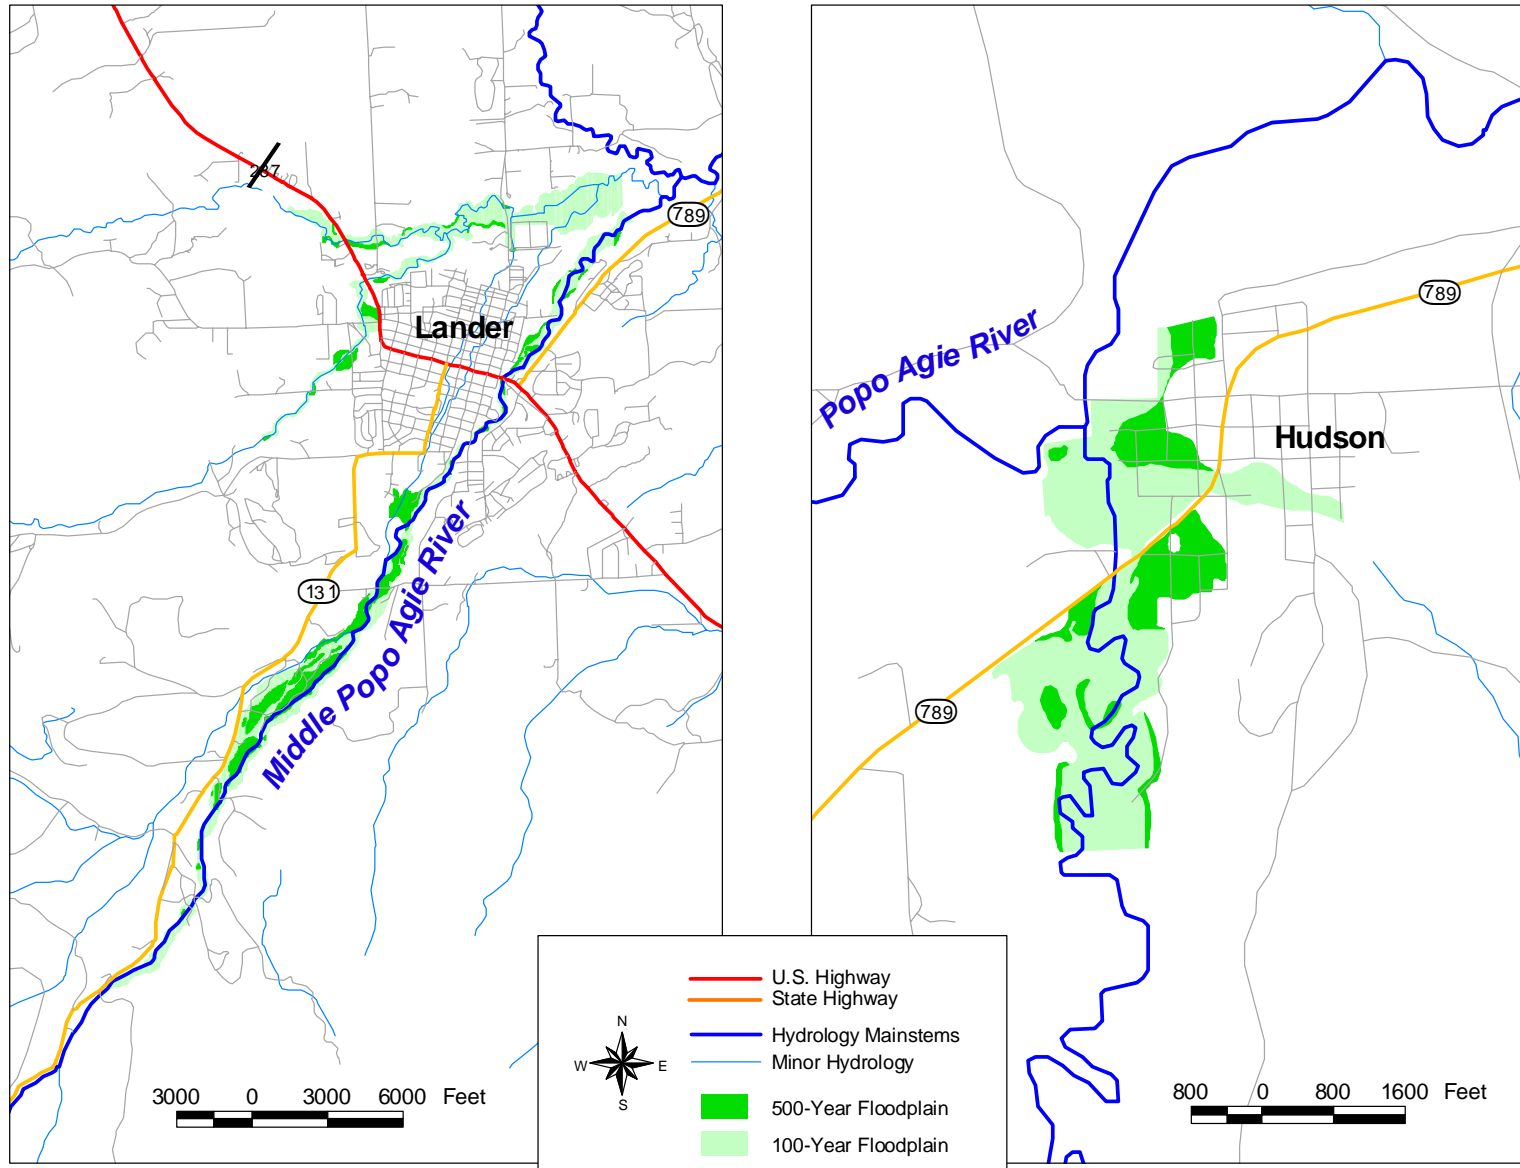 287
789
Lander
Middle Popo Agie River
131
3000 0 3000 6000 Feet
Popo Agie River
789
Hudson
789
800 0 800 1600 Feet
N
W E
S
U.S. Highway
State Highway
Hydrology Mainstems
Minor Hydrology
500-Year Floodplain
100-Year Floodplain